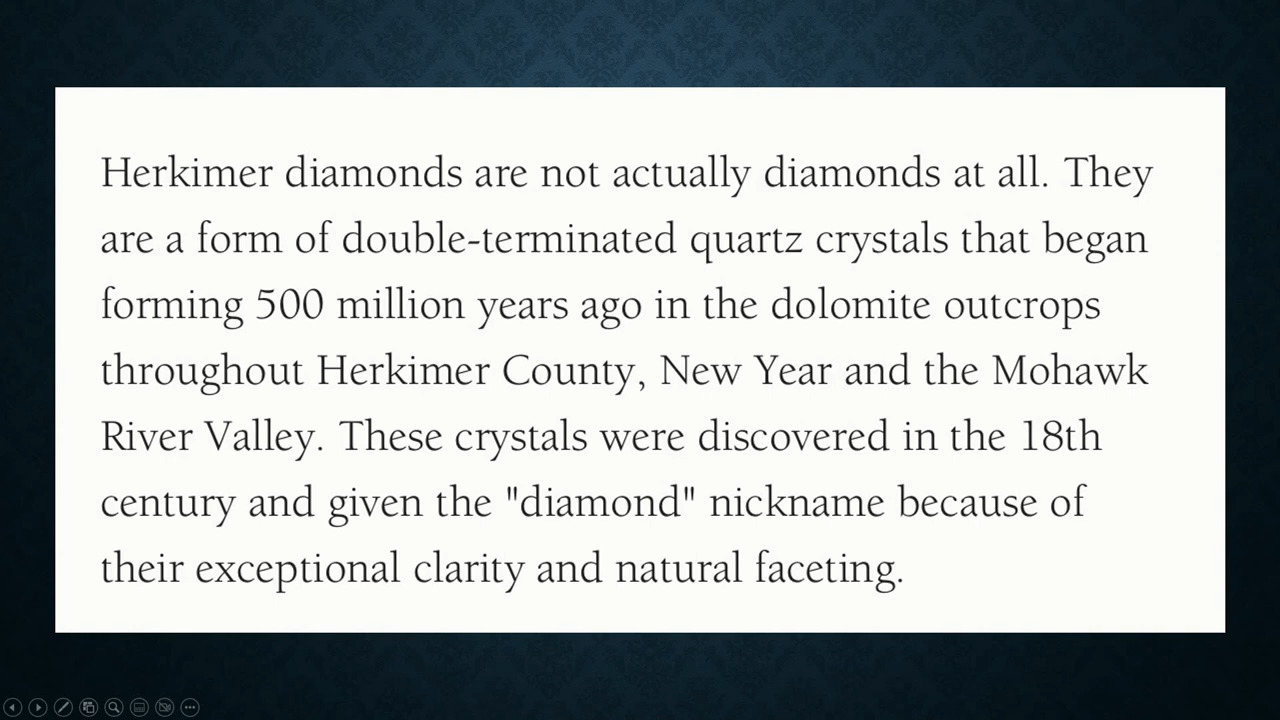 Herkimer diamonds are not actually diamonds at all. They
are a form of double-terminated quartz crystals that began
forming 500 million years ago in the dolomite outcrops
throughout Herkimer County, New Year and the Mohawk
River Valley. These crystals were discovered in the 18th
century and given the "diamond" nickname because of
their exceptional clarity and natural faceting.